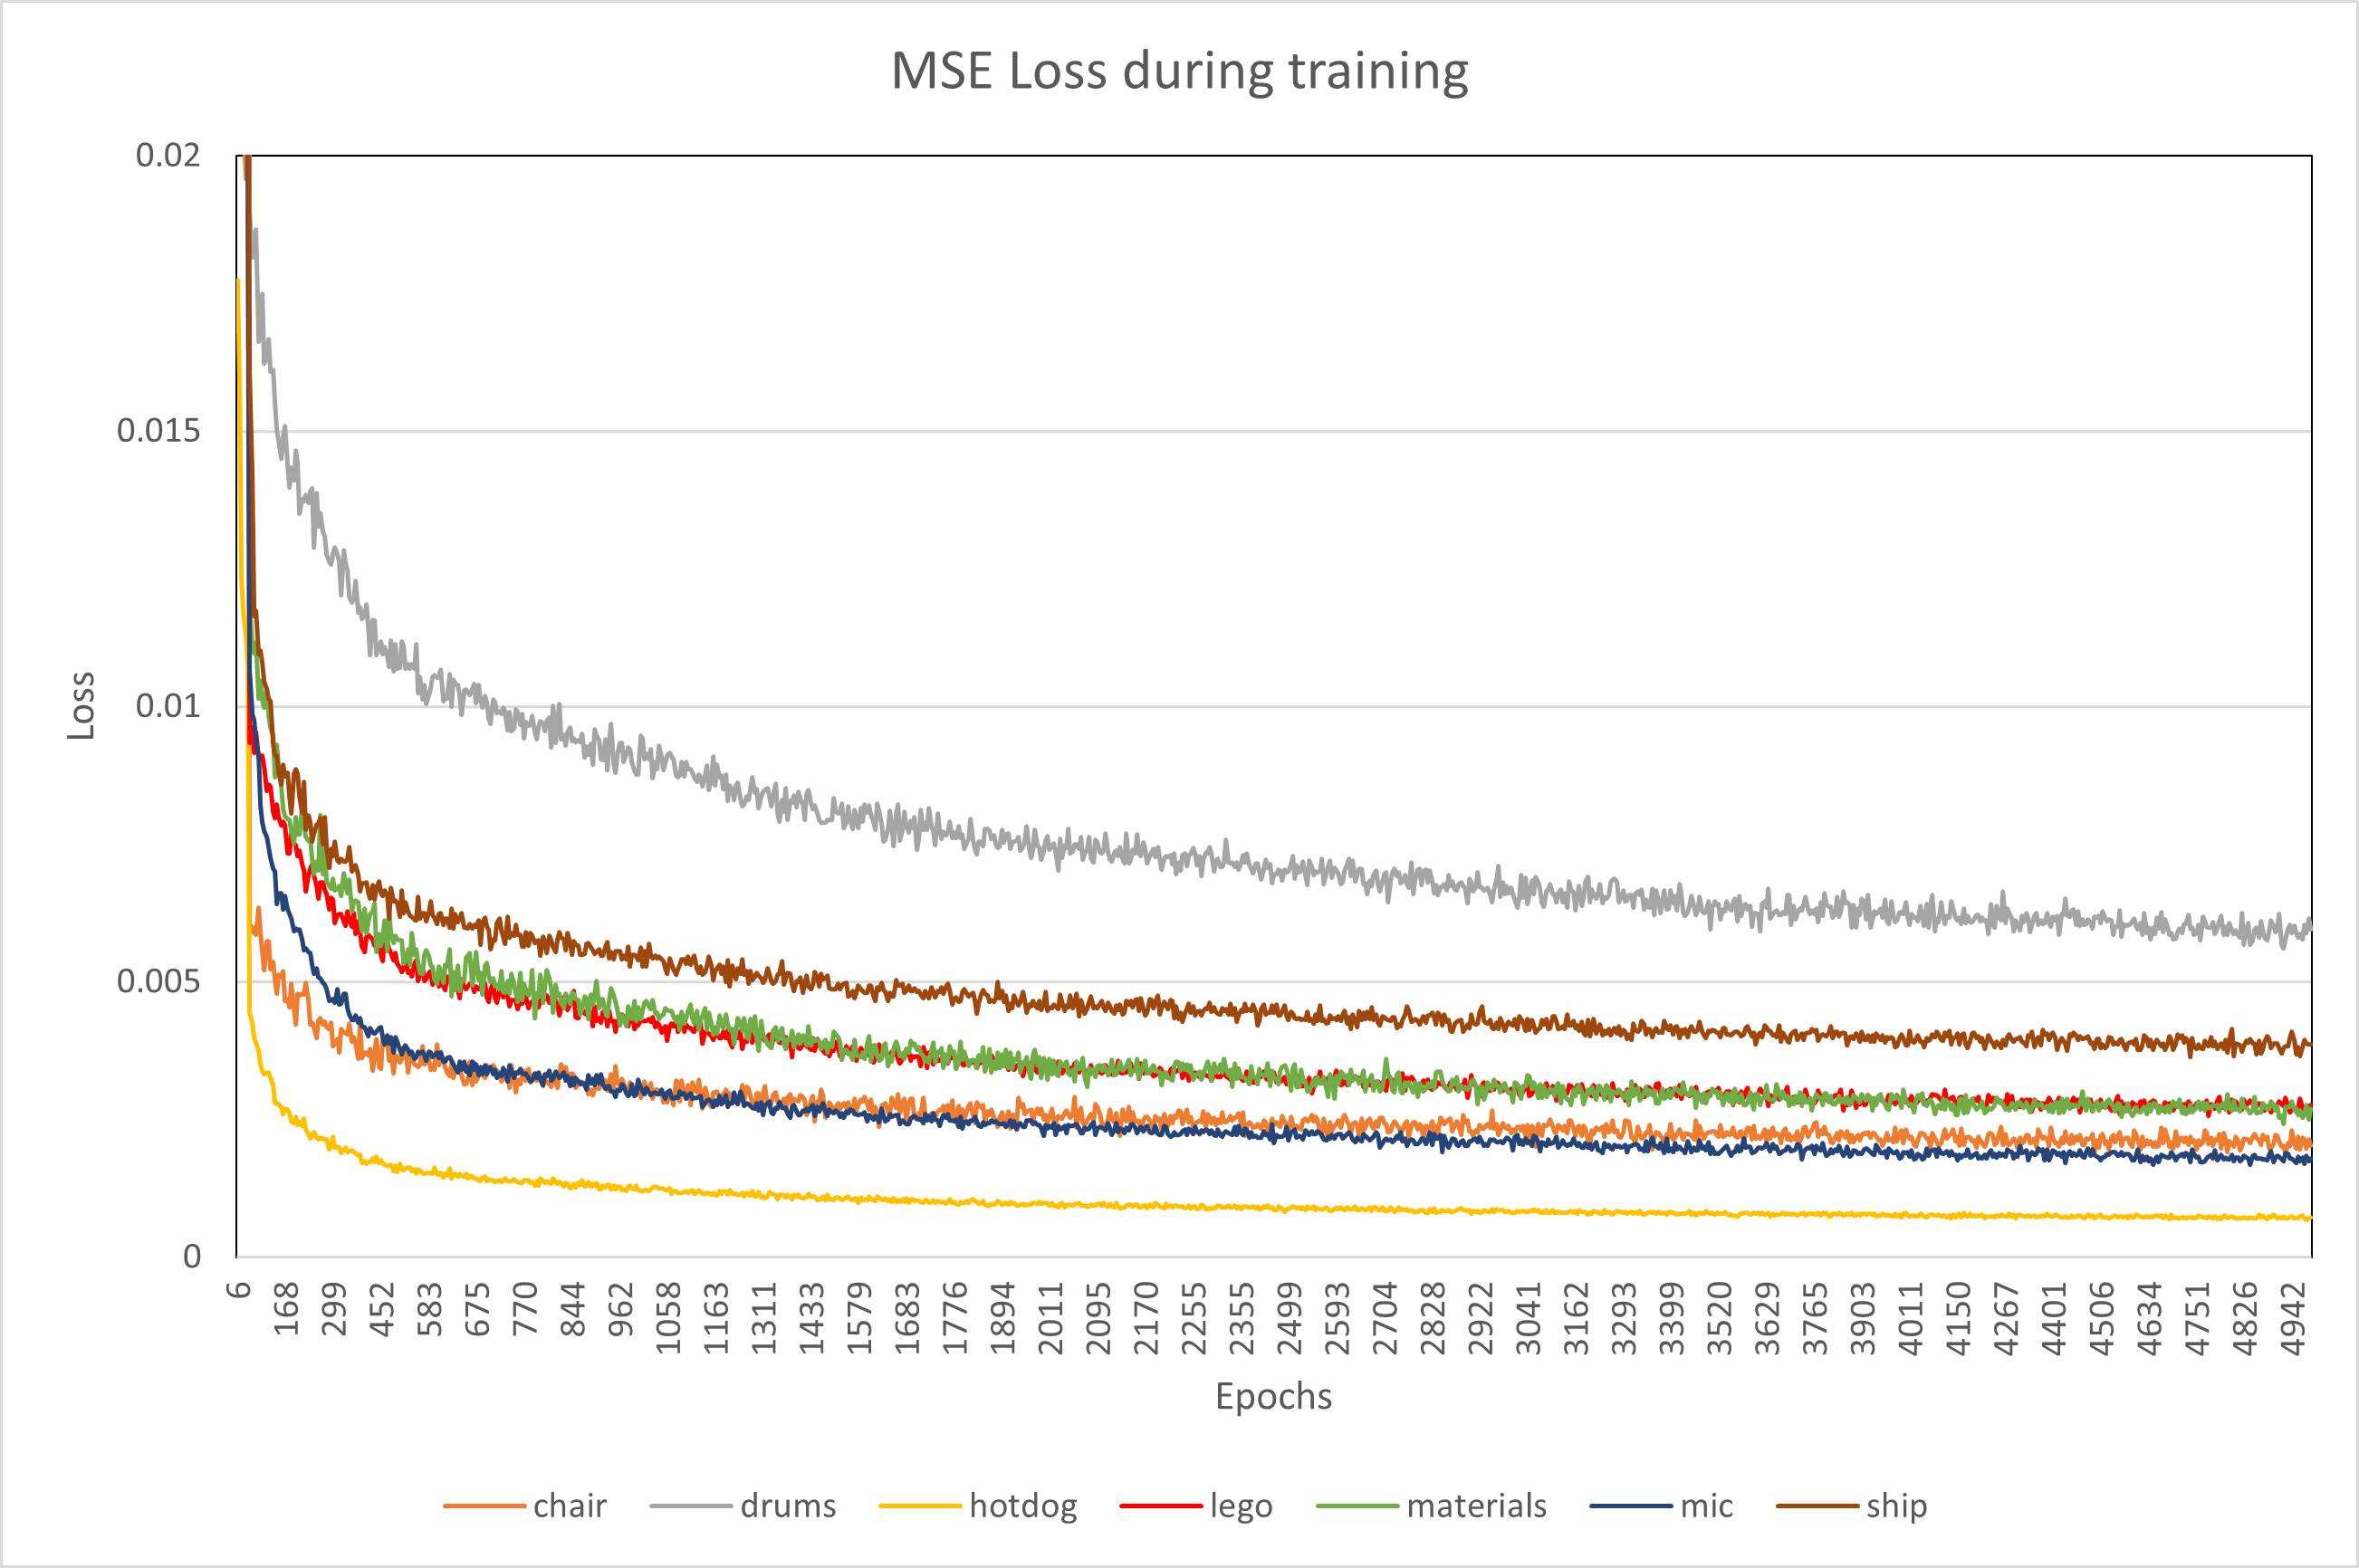 MSE Loss during training
0.02
0.015
0.01
0.005
0
Loss
6 168 299 452 583 675 770 844 962 1058 1163 1311 1433 1579 1683 1776 1894 2011 2095 2170 2255 2355 2499 2593 2704 2828 2922 3041 3162 3293 3399 3520 3629 3765 3903 4011 4150 4267 4401 4506 4634 4751 4826 4942
Epochs
chair drums hotdog lego materials mic ship